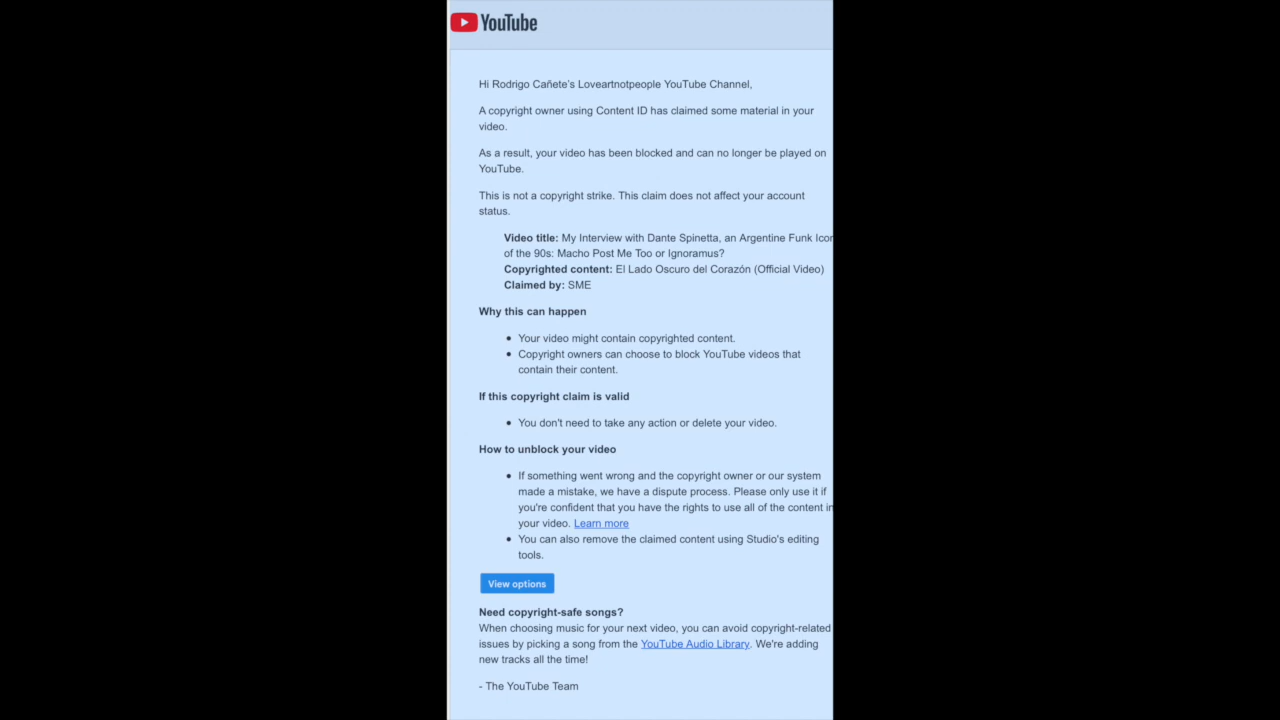 YouTube
Hi Rodrigo Cañete's Loveartnotpeople YouTube Channel,
A copyright owner using Content ID has claimed some material in your
video.
As a result, your video has been blocked and can no longer be played on
YouTube.
This is not a copyright strike. This claim does not affect your account
status.
Video title: My Interview with Dante Spinetta, an Argentine Funk Icon
of the 90s: Macho Post Me Too or Ignoramus?
Copyrighted content: El Lado Oscuro del Corazón (Official Video)
Claimed by: SME
Why this can happen
• Your video might contain copyrighted content.
• Copyright owners can choose to block YouTube videos that
contain their content.
If this copyright claim is valid
• You don't need to take any action or delete your video.
How to unblock your video
• If something went wrong and the copyright owner or our system
made a mistake, we have a dispute process. Please only use it if
you're confident that you have the rights to use all of the content in
your video. Learn more
• You can also remove the claimed content using Studio's editing
tools.
View options
Need copyright-safe songs?
When choosing music for your next video, you can avoid copyright-related
issues by picking a song from the YouTube Audio Library. We're adding
new tracks all the time!
- The YouTube Team